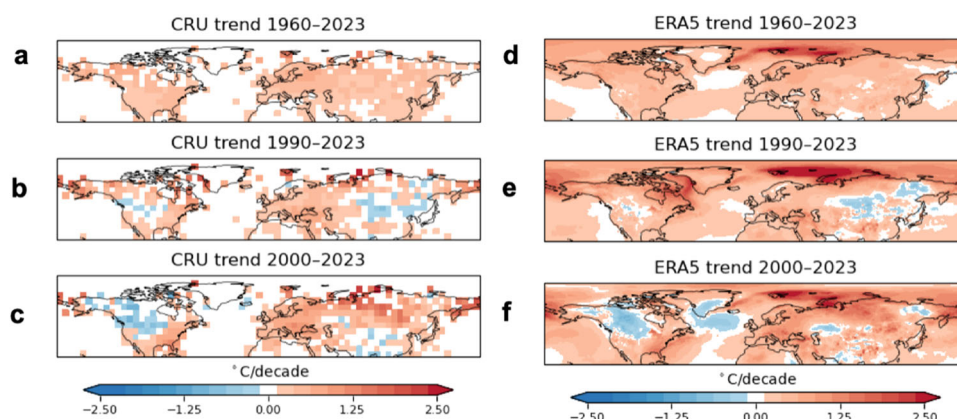 CRU trend 1960–2023
a
CRU trend 1990–2023
b
CRU trend 2000–2023
c
°C/decade
−2.50 −1.25 0.00 1.25 2.50
ERA5 trend 1960–2023
d
ERA5 trend 1990–2023
e
ERA5 trend 2000–2023
f
°C/decade
−2.50 −1.25 0.00 1.25 2.50